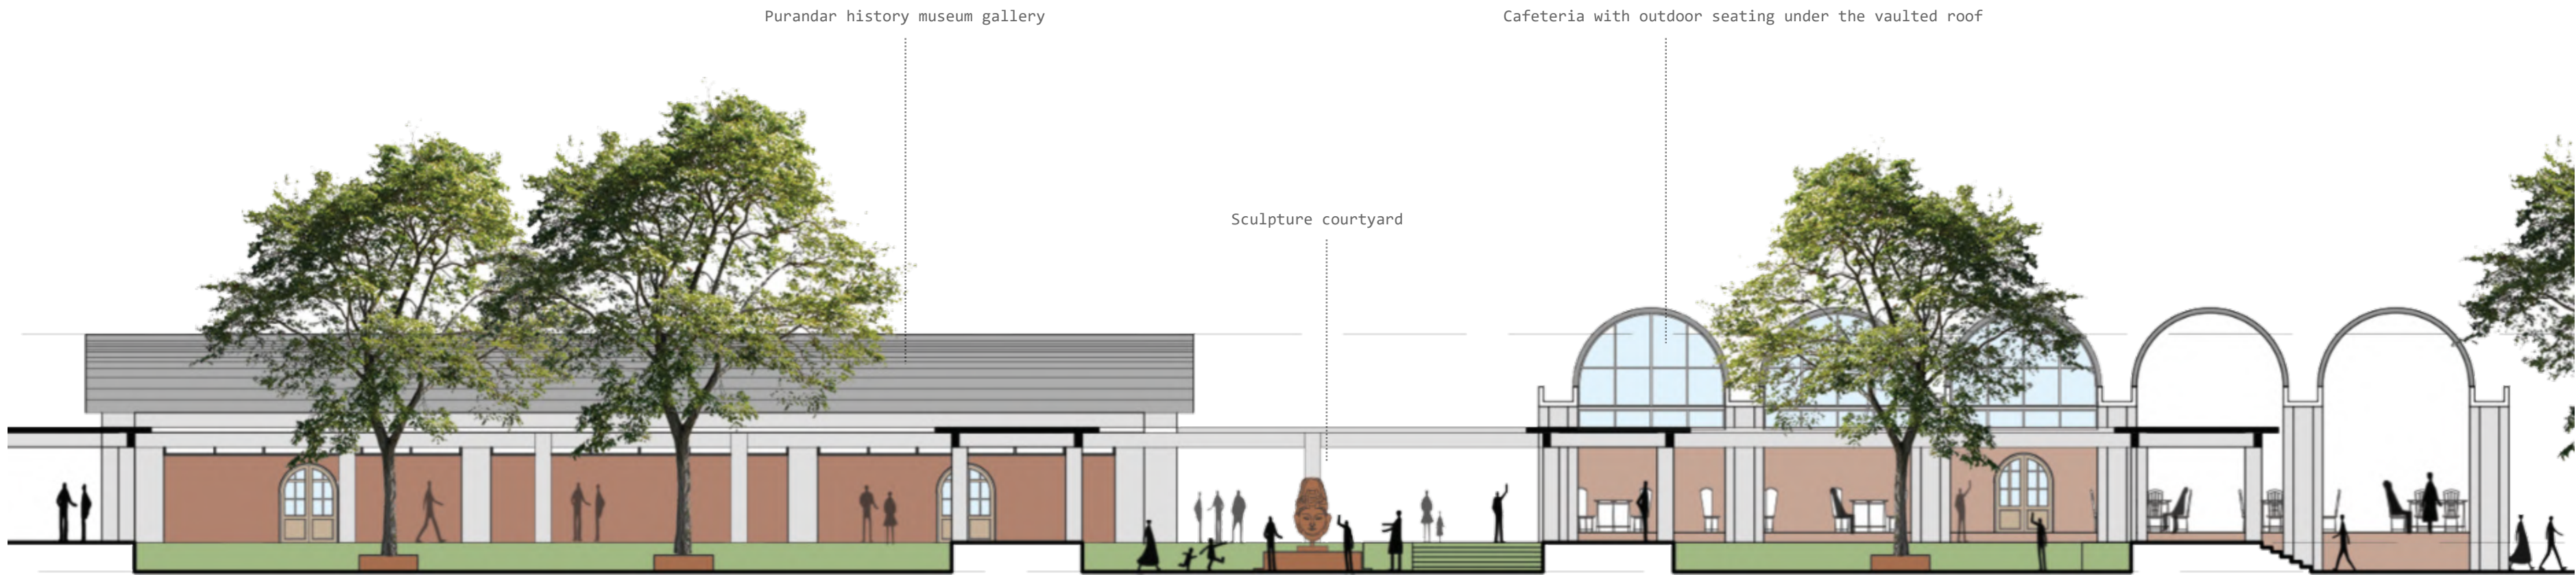 Purandar history museum gallery
Cafeteria with outdoor seating under the vaulted roof
Sculpture courtyard